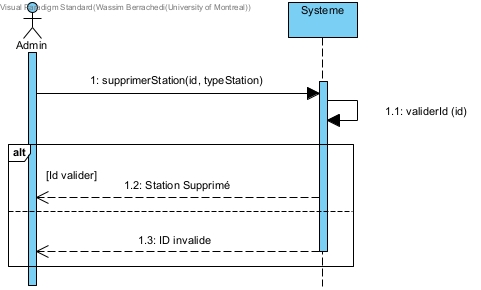 Visual Paradigm Standard(Wassim Berrachedi(University of Montreal))
Systeme
Admin
1: supprimerStation(id, typeStation)
1.1: validerId (id)
alt
[Id valider]
1.2: Station Supprimé
1.3: ID invalide